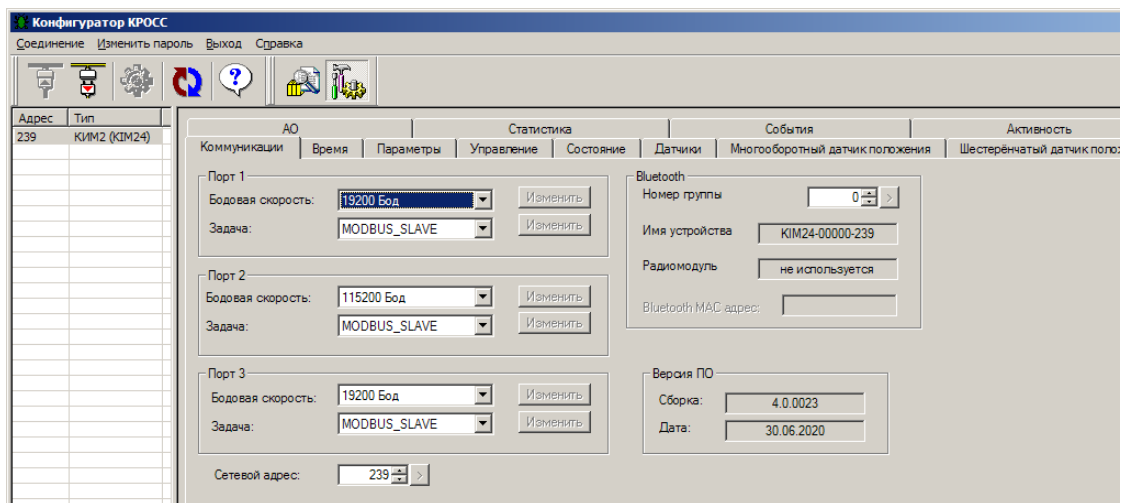 Конфигуратор КРОСС
Соединение Изменить пароль Выход Справка
Адрес Тип
239 КИМ2 (KIM24)
АО Статистика События Активность
Коммуникации Время Параметры Управление Состояние Датчики Многооборотный датчик положения Шестерёнчатый датчик поло
Порт 1
Бодовая скорость: 19200 Бод Изменить
Задача: MODBUS_SLAVE Изменить
Порт 2
Бодовая скорость: 115200 Бод Изменить
Задача: MODBUS_SLAVE Изменить
Порт 3
Бодовая скорость: 19200 Бод Изменить
Задача: MODBUS_SLAVE Изменить
Сетевой адрес: 239 >
Bluetooth
Номер группы 0 >
Имя устройства KIM24-00000-239
Радиомодуль не используется
Bluetooth MAC адрес:
Версия ПО
Сборка: 4.0.0023
Дата: 30.06.2020